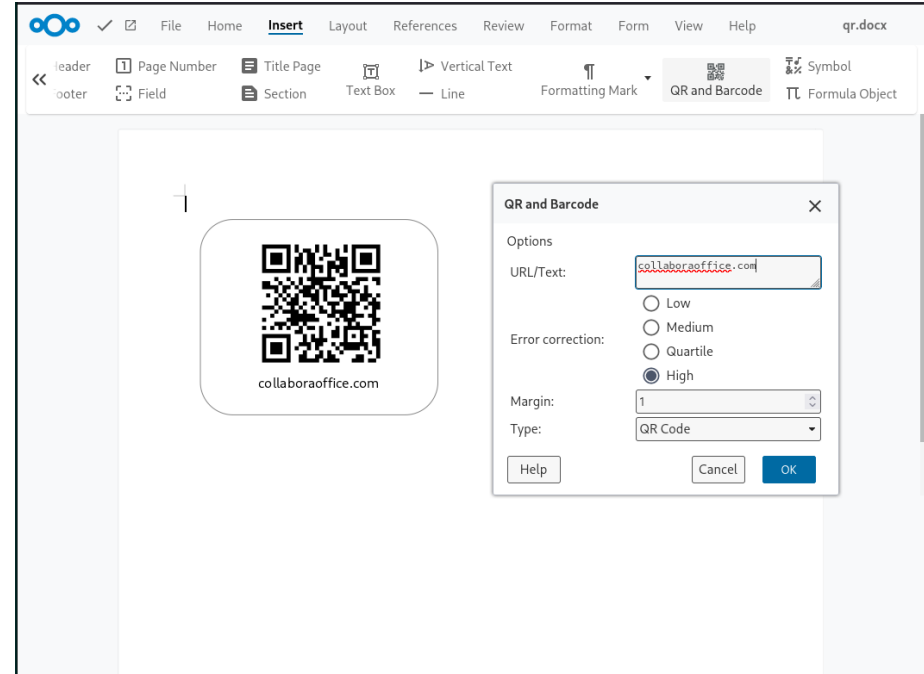 File Home Insert Layout References Review Format Form View Help qr.docx
Page Number Title Page Vertical Text Symbol
Text Box Formatting Mark QR and Barcode
Field Section Line Formula Object
QR and Barcode
Options
URL/Text: collaboraoffice.com
Low
Medium
Error correction:
Quartile
High
Margin: 1
Type: QR Code
Help Cancel OK
collaboraoffice.com